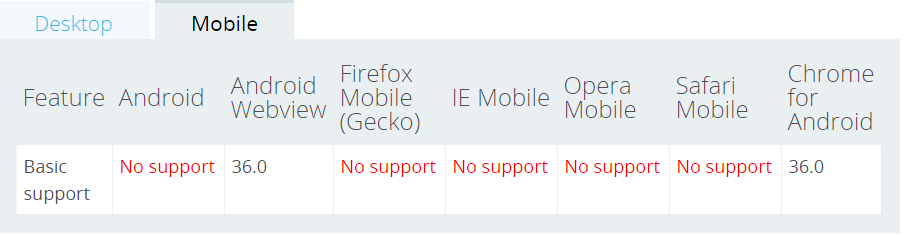 Desktop Mobile
Feature Android Android Webview Firefox Mobile (Gecko) IE Mobile Opera Mobile Safari Mobile Chrome for Android
Basic support No support 36.0 No support No support No support No support 36.0